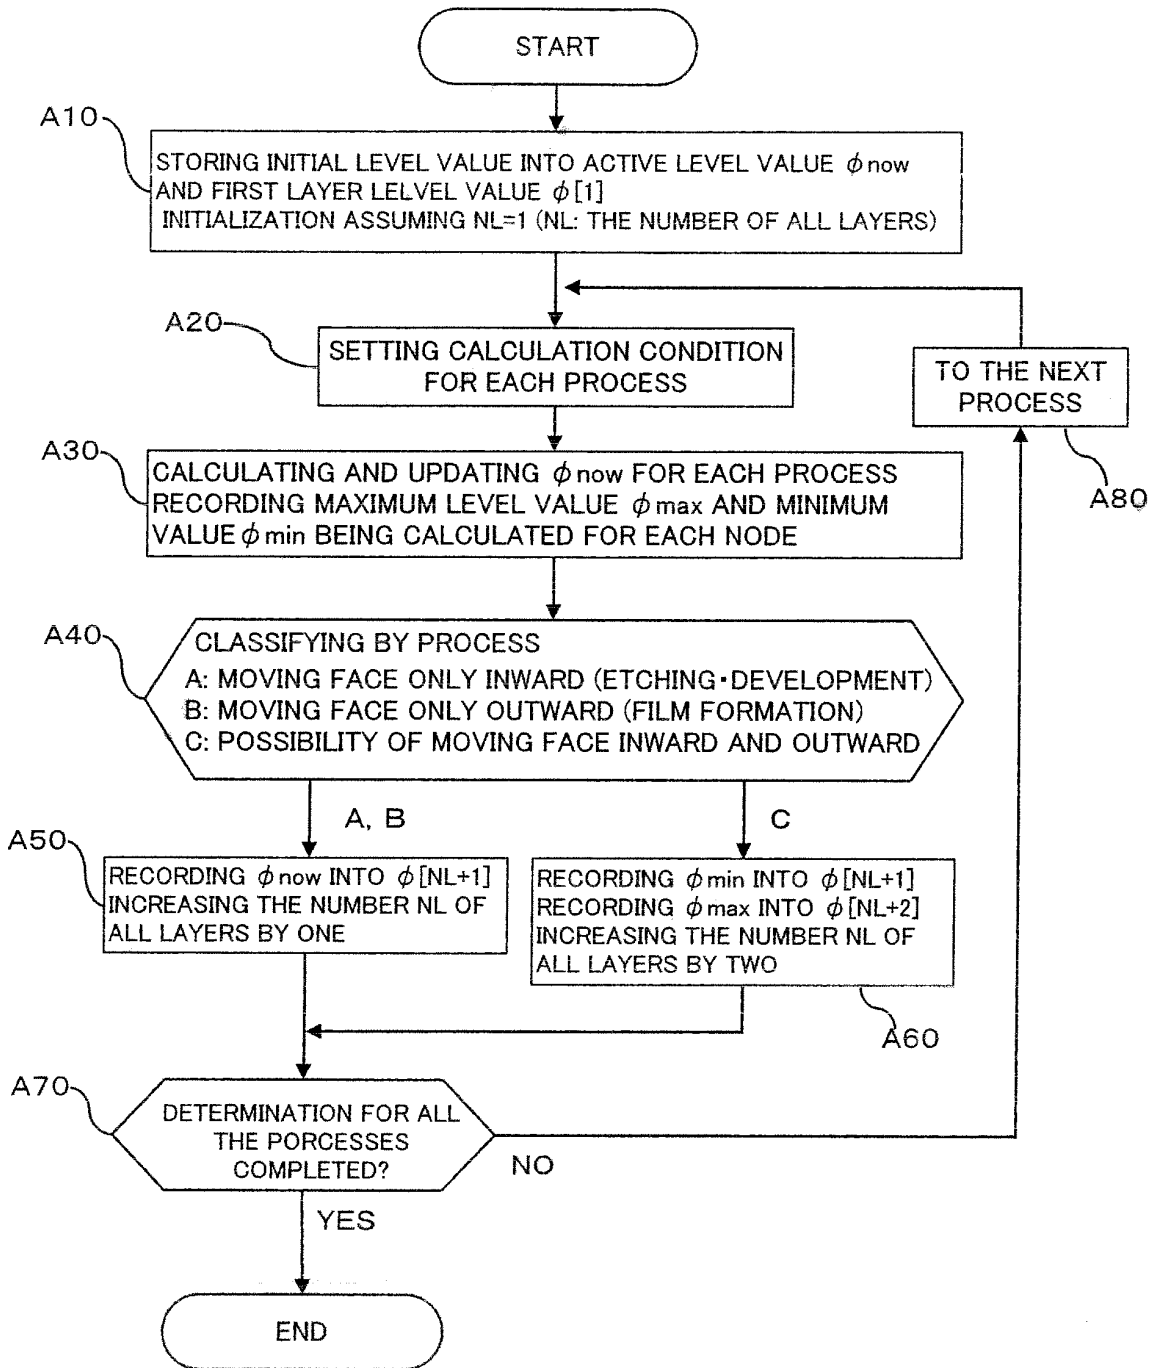 START
A10
STORING INITIAL LEVEL VALUE INTO ACTIVE LEVEL VALUE ϕnow
AND FIRST LAYER LELVEL VALUE ϕ[1]
INITIALIZATION ASSUMING NL=1 (NL: THE NUMBER OF ALL LAYERS)
A20
SETTING CALCULATION CONDITION
FOR EACH PROCESS
TO THE NEXT
PROCESS
A80
A30
CALCULATING AND UPDATING ϕnow FOR EACH PROCESS
RECORDING MAXIMUM LEVEL VALUE ϕmax AND MINIMUM
VALUE ϕmin BEING CALCULATED FOR EACH NODE
A40
CLASSIFYING BY PROCESS
A: MOVING FACE ONLY INWARD (ETCHING・DEVELOPMENT)
B: MOVING FACE ONLY OUTWARD (FILM FORMATION)
C: POSSIBILITY OF MOVING FACE INWARD AND OUTWARD
A, B
C
A50
RECORDING ϕnow INTO ϕ[NL+1]
INCREASING THE NUMBER NL OF
ALL LAYERS BY ONE
RECORDING ϕmin INTO ϕ[NL+1]
RECORDING ϕmax INTO ϕ[NL+2]
INCREASING THE NUMBER NL OF
ALL LAYERS BY TWO
A60
A70
DETERMINATION FOR ALL
THE PORCESSES
COMPLETED?
NO
YES
END